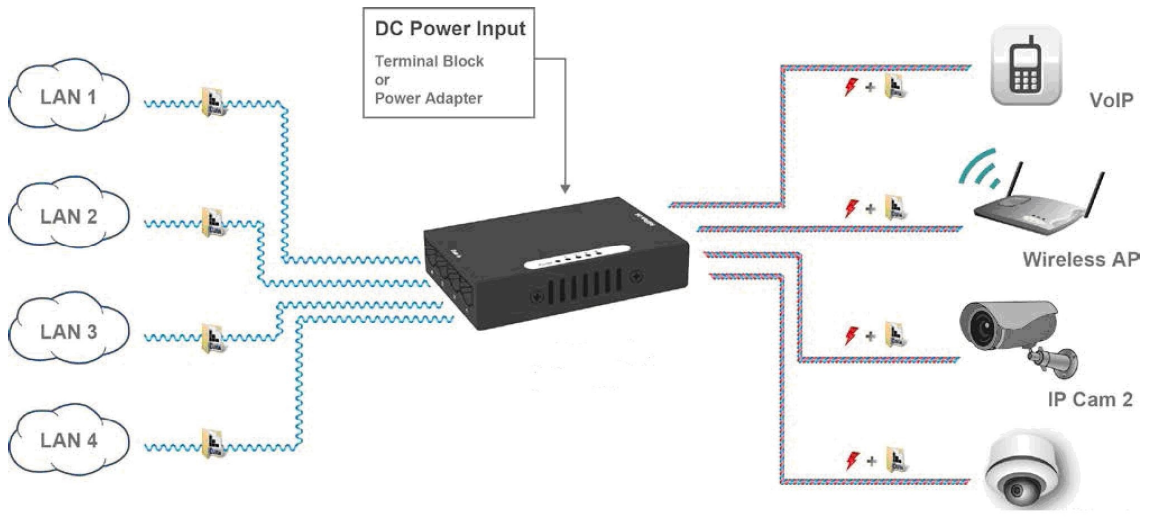 DC Power Input
Terminal Block
or
Power Adapter
LAN 1
LAN 2
LAN 3
LAN 4
VoIP
Wireless AP
IP Cam 2